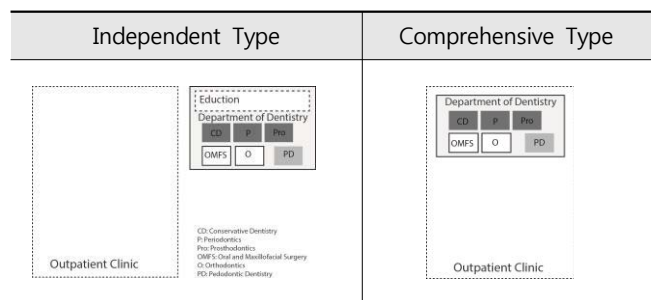 Independent Type
Comprehensive Type
Eduction
Department of Dentistry
CD P Pro
OMFS O PD
CD: Conservative Dentistry
P: Periodontics
Pro: Prosthodontics
OMFS: Oral and Maxillofacial Surgery
O: Orthodontics
PD: Pedodontic Dentistry
Outpatient Clinic
Department of Dentistry
CD P Pro
OMFS O PD
Outpatient Clinic